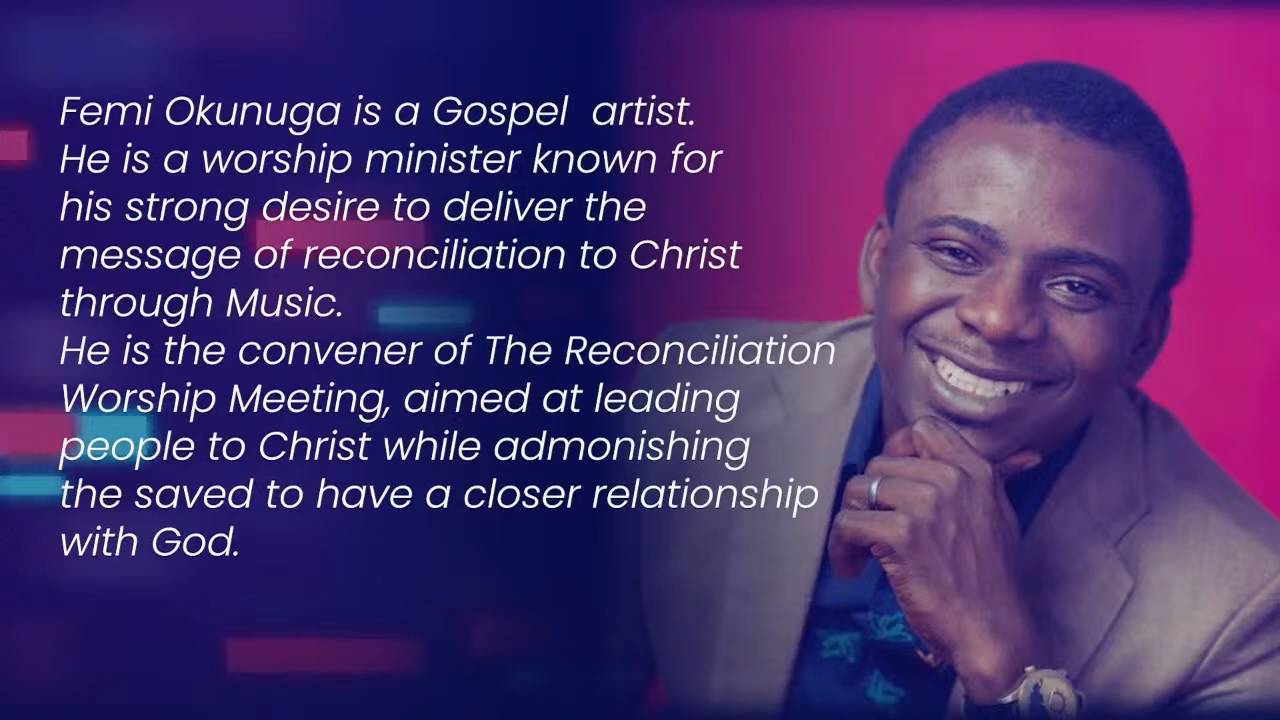 Femi Okunuga is a Gospel  artist.
He is a worship minister known for
his strong desire to deliver the
message of reconciliation to Christ
through Music.
He is the convener of The Reconciliation
Worship Meeting, aimed at leading
people to Christ while admonishing
the saved to have a closer relationship
with God.